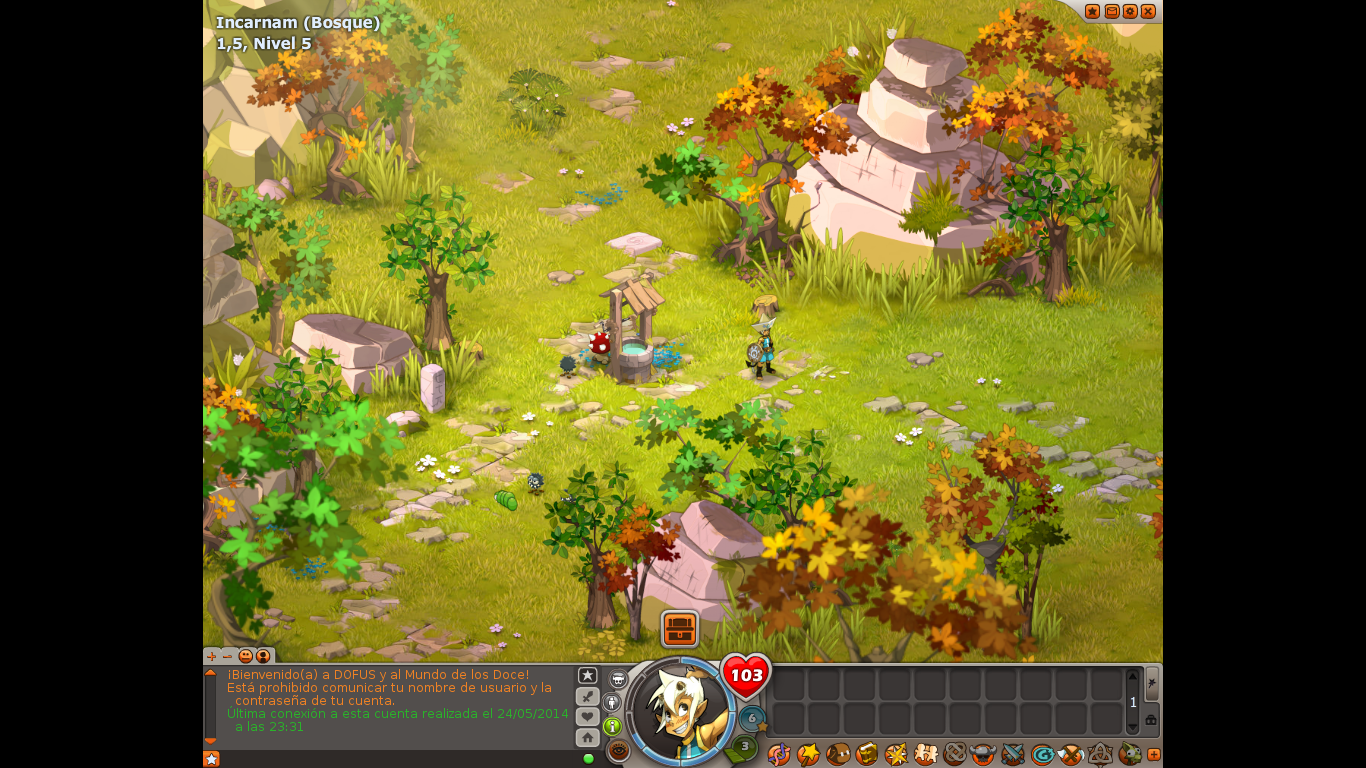 Incarnam (Bosque)
1,5, Nivel 5
¡Bienvenido(a) a DOFUS y al Mundo de los Doce!
Está prohibido comunicar tu nombre de usuario y la
contraseña de tu cuenta.
Última conexión a esta cuenta realizada el 24/05/2014
a las 23:31
103
6
3
1